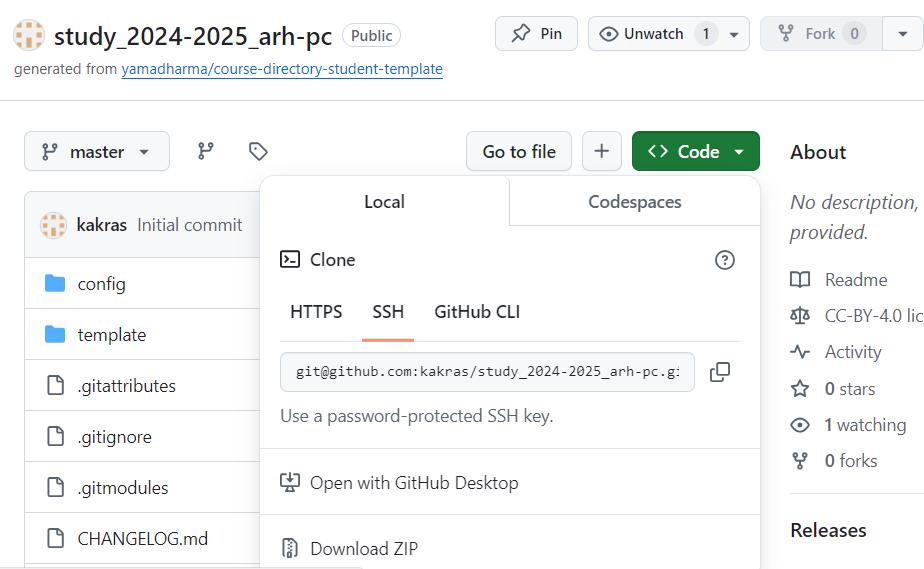 study_2024-2025_arh-pc Public Pin Unwatch 1 Fork 0
generated from yamadharma/course-directory-student-template
master Go to file Code About
Local Codespaces
No description,
provided.
kakras Initial commit
Clone
config
Readme
HTTPS SSH GitHub CLI
CC-BY-4.0 lic
template
Activity
git@github.com:kakras/study_2024-2025_arh-pc.gi
.gitattributes
0 stars
Use a password-protected SSH key.
1 watching
.gitignore
0 forks
Open with GitHub Desktop
.gitmodules
Releases
CHANGELOG.md
Download ZIP